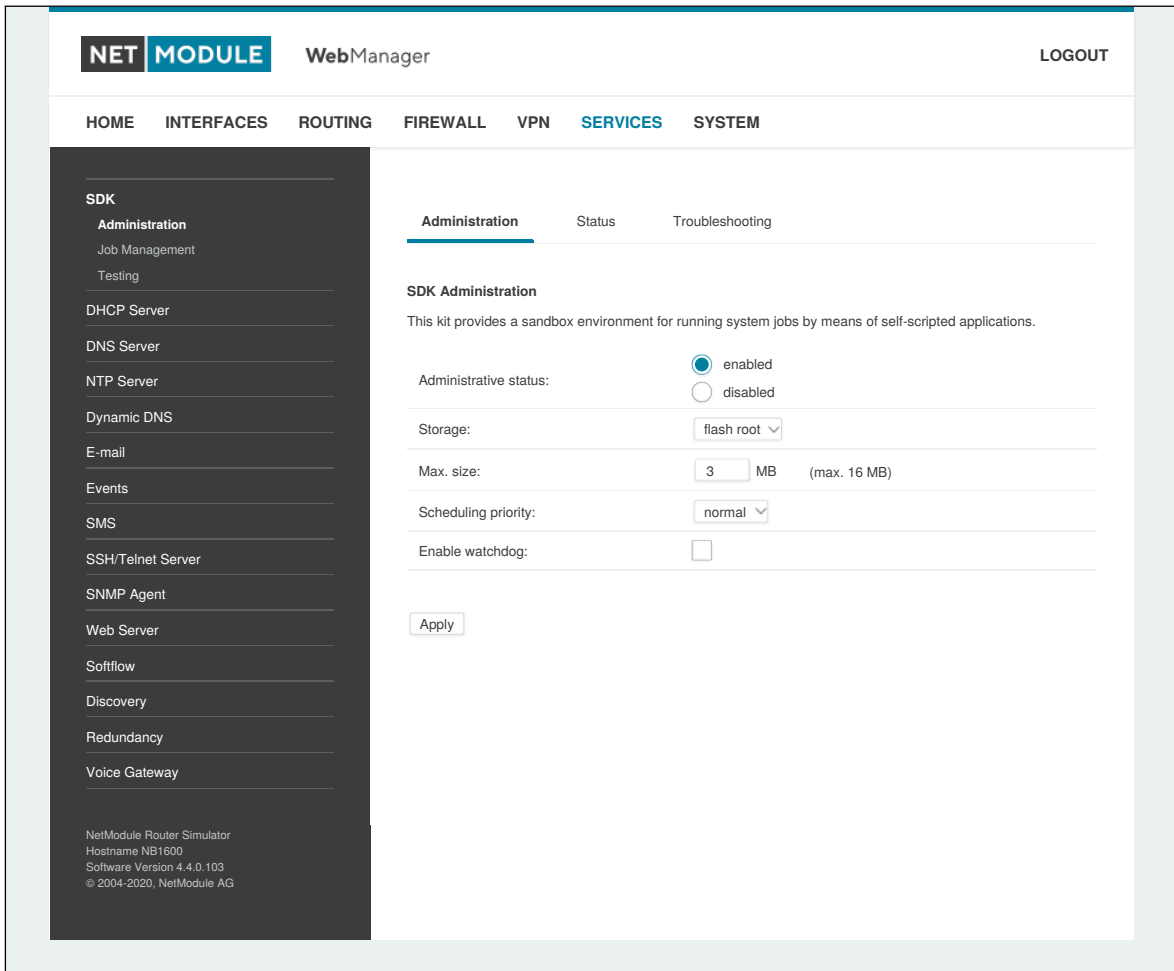 NET MODULE WebManager LOGOUT
HOME INTERFACES ROUTING FIREWALL VPN SERVICES SYSTEM
SDK
Administration
Job Management
Testing
DHCP Server
DNS Server
NTP Server
Dynamic DNS
E-mail
Events
SMS
SSH/Telnet Server
SNMP Agent
Web Server
Softflow
Discovery
Redundancy
Voice Gateway
NetModule Router Simulator
Hostname NB1600
Software Version 4.4.0.103
© 2004-2020, NetModule AG
Administration Status Troubleshooting
SDK Administration
This kit provides a sandbox environment for running system jobs by means of self-scripted applications.
Administrative status:
enabled
disabled
Storage: flash root
Max. size: 3 MB (max. 16 MB)
Scheduling priority: normal
Enable watchdog:
Apply